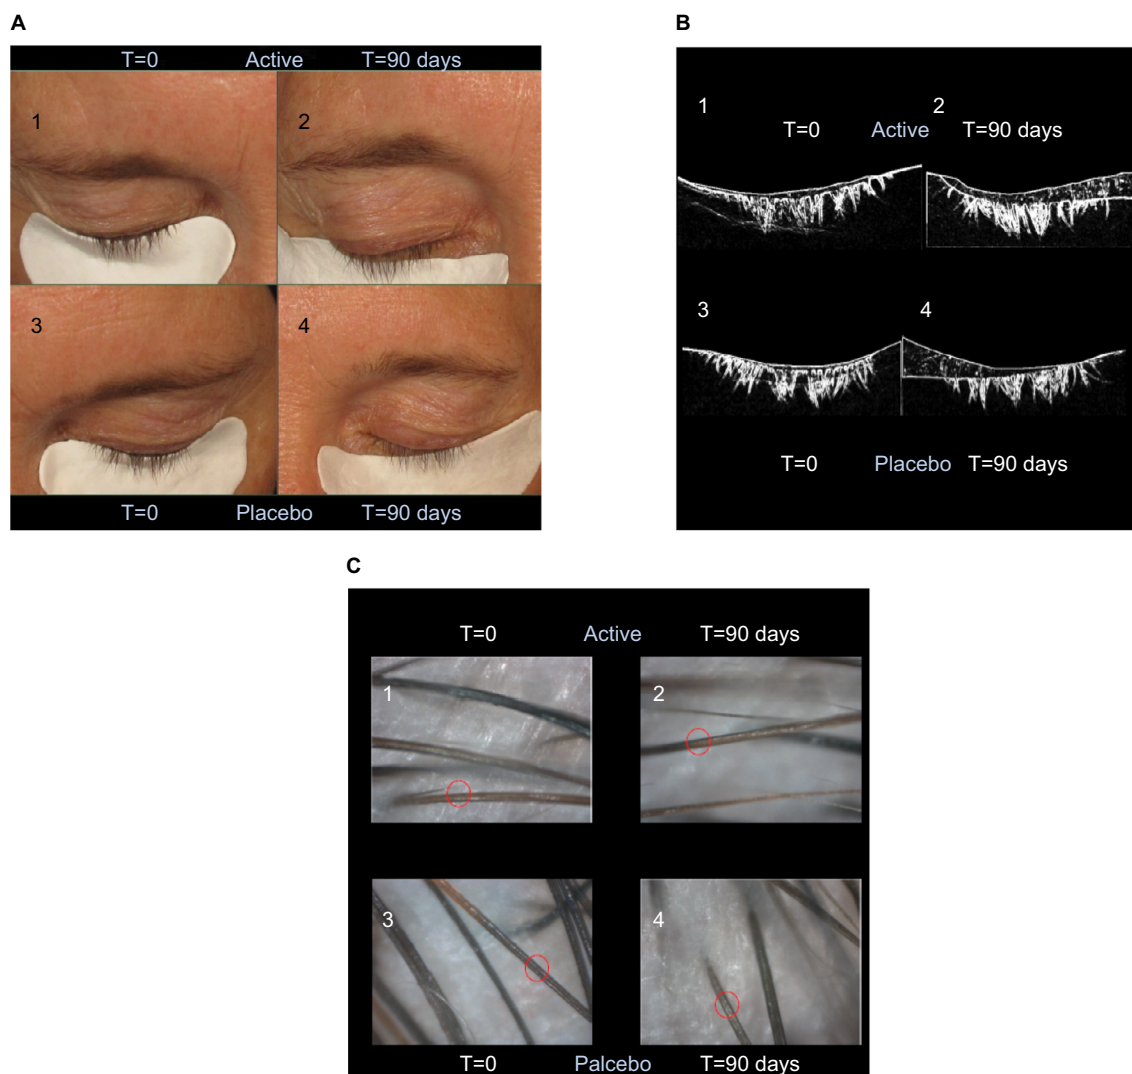 A
T=0 Active T=90 days
1 2
3 4
T=0 Placebo T=90 days
B
1 2
T=0 Active T=90 days
3 4
T=0 Placebo T=90 days
C
T=0 Active T=90 days
1 2
3 4
T=0 Palcebo T=90 days